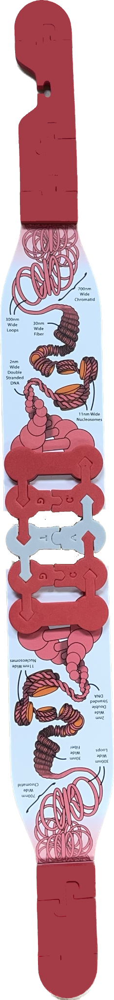 700nm
Wide
Chromatid
300nm
Wide
Loops
30nm
Wide
Fiber
2nm
Wide
Double
Stranded
DNA
11nm Wide
Nucleosomes
G C
T A
G C
11nm Wide
Nucleosomes
2nm
Wide
Double
Stranded
DNA
30nm
Wide
Fiber
300nm
Wide
Loops
700nm
Wide
Chromatid